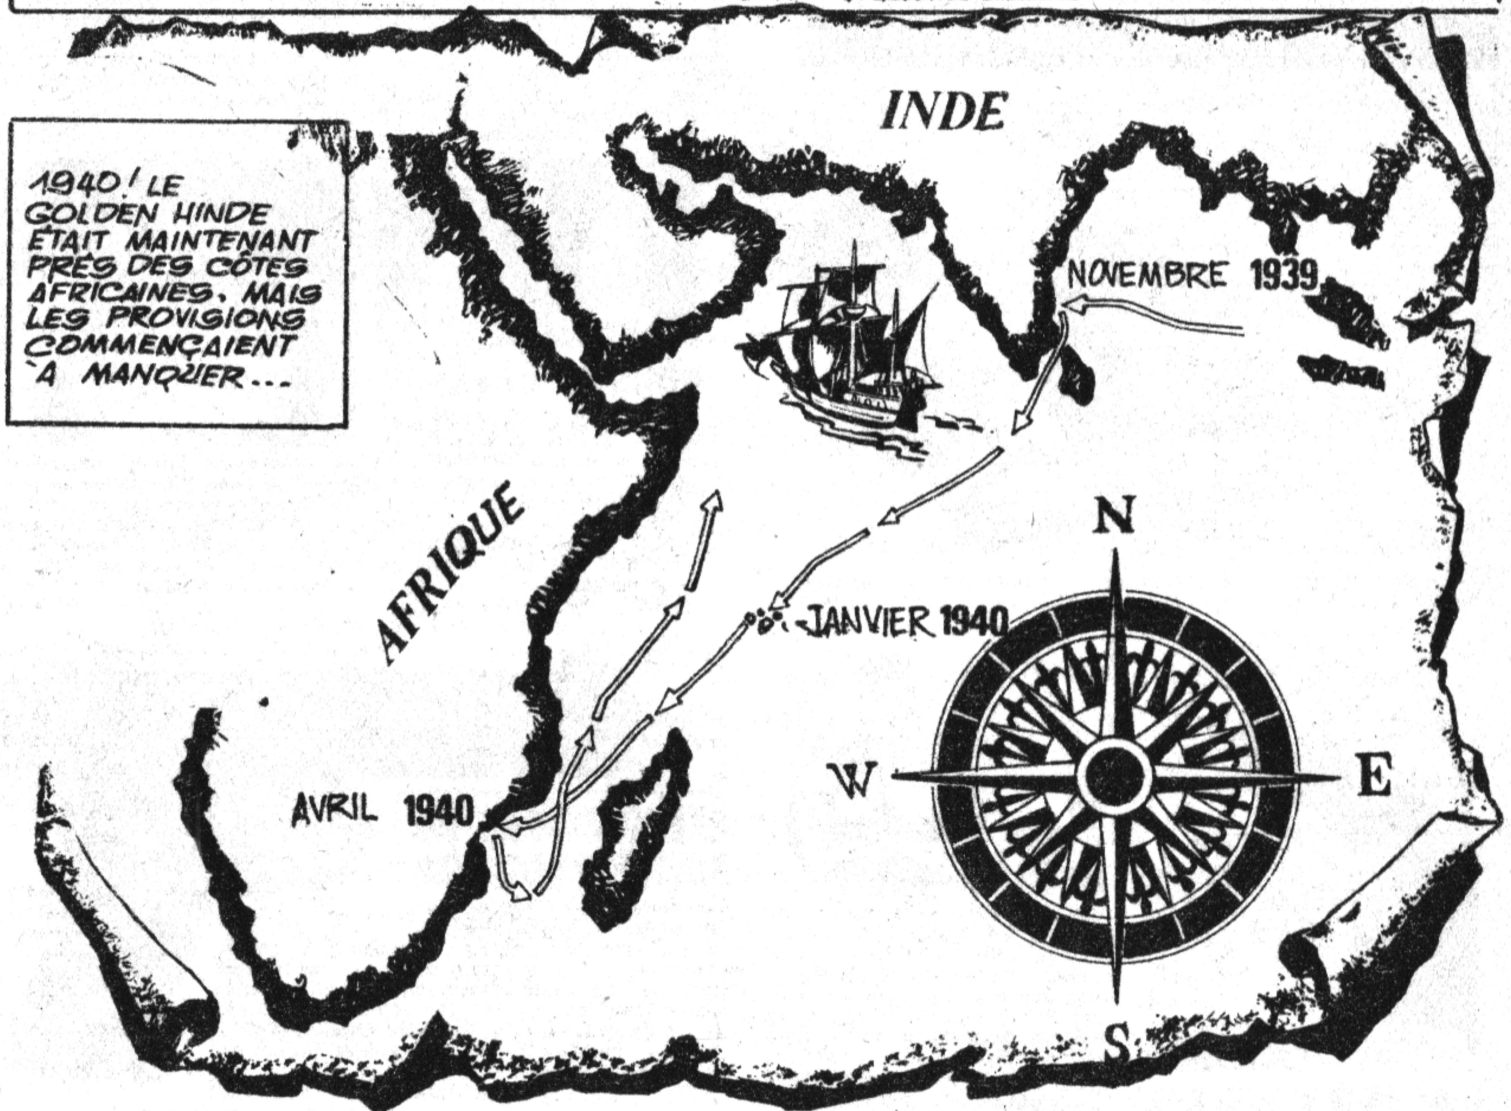 INDE
1940! LE
GOLDEN HINDE
ÉTAIT MAINTENANT
PRÈS DES CÔTES
AFRICAINES. MAIS
LES PROVISIONS
COMMENÇAIENT
À MANQUER...
NOVEMBRE 1939
AFRIQUE
N
JANVIER 1940
W
E
AVRIL 1940
S